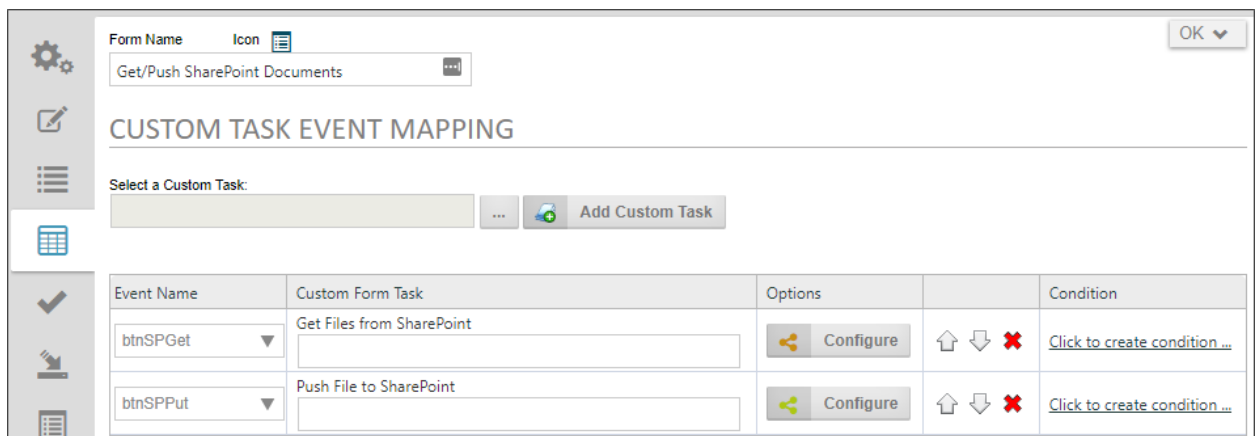 Form Name Icon
OK
Get/Push SharePoint Documents
CUSTOM TASK EVENT MAPPING
Select a Custom Task:
... Add Custom Task
Event Name Custom Form Task Options Condition
btnSPGet Get Files from SharePoint Configure Click to create condition ...
btnSPPut Push File to SharePoint Configure Click to create condition ...